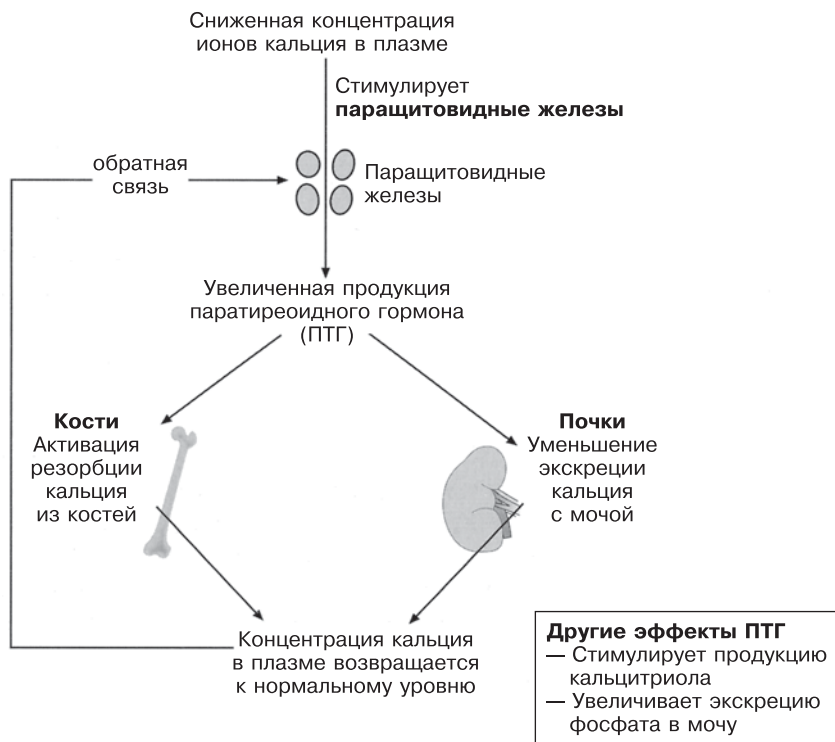 Сниженная концентрация
ионов кальция в плазме
Стимулирует
паращитовидные железы
обратная
связь
Паращитовидные
железы
Увеличенная продукция
паратиреоидного гормона
(ПТГ)
Кости
Активация
резорбции
кальция
из костей
Почки
Уменьшение
экскреции
кальция
с мочой
Концентрация кальция
в плазме возвращается
к нормальному уровню
Другие эффекты ПТГ
— Стимулирует продукцию
кальцитриола
— Увеличивает экскрецию
фосфата в мочу